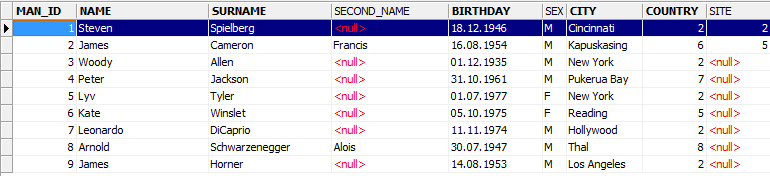 MAN_ID NAME SURNAME SECOND_NAME BIRTHDAY SEX CITY COUNTRY SITE
1 Steven Spielberg <null> 18.12.1946 M Cincinnati 2 2
2 James Cameron Francis 16.08.1954 M Kapuskasing 6 5
3 Woody Allen <null> 01.12.1935 M New York 2 <null>
4 Peter Jackson <null> 31.10.1961 M Pukerua Bay 7 <null>
5 Lyv Tyler <null> 01.07.1977 F New York 2 <null>
6 Kate Winslet <null> 05.10.1975 F Reading 5 <null>
7 Leonardo DiCaprio <null> 11.11.1974 M Hollywood 2 <null>
8 Arnold Schwarzenegger Alois 30.07.1947 M Thal 8 <null>
9 James Horner <null> 14.08.1953 M Los Angeles 2 <null>